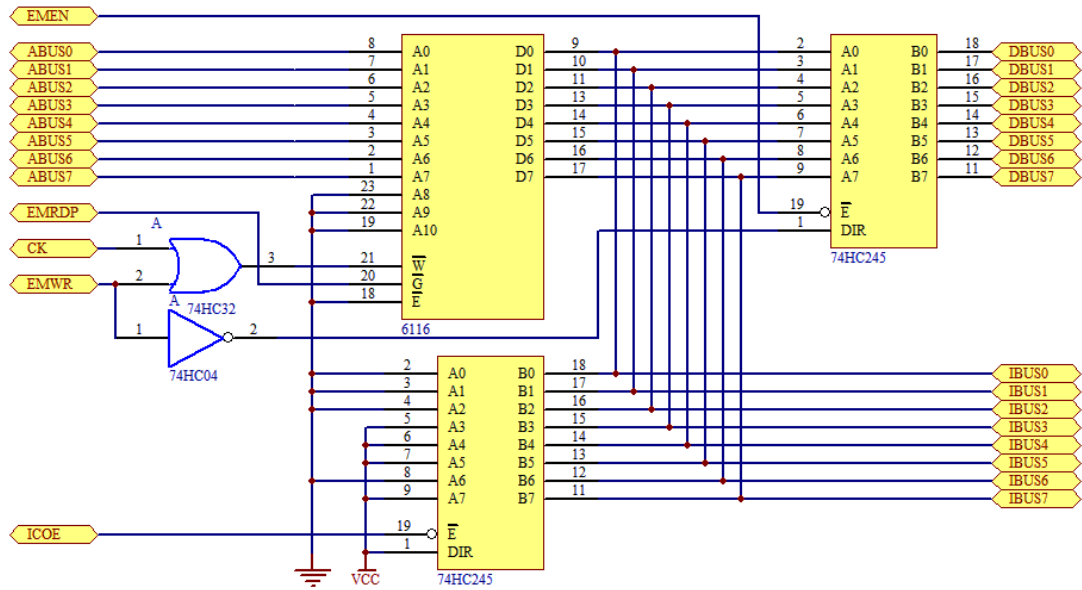 EMEN
ABUS0 8 A0 D0 9 2 A0 B0 18 DBUS0
ABUS1 7 A1 D1 10 3 A1 B1 17 DBUS1
ABUS2 6 A2 D2 11 4 A2 B2 16 DBUS2
ABUS3 5 A3 D3 13 5 A3 B3 15 DBUS3
ABUS4 4 A4 D4 14 6 A4 B4 14 DBUS4
ABUS5 3 A5 D5 15 7 A5 B5 13 DBUS5
ABUS6 2 A6 D6 16 8 A6 B6 12 DBUS6
ABUS7 1 A7 D7 17 9 A7 B7 11 DBUS7
23 A8
EMRDP 22 A9 19 E
A 19 A10 1 DIR
CK 1 74HC245
3 21 W
EMWR 2 20 G
A 18 E
74HC32
1 2 6116
74HC04
2 A0 B0 18 IBUS0
3 A1 B1 17 IBUS1
4 A2 B2 16 IBUS2
5 A3 B3 15 IBUS3
6 A4 B4 14 IBUS4
7 A5 B5 13 IBUS5
8 A6 B6 12 IBUS6
9 A7 B7 11 IBUS7
ICOE 19 E
1 DIR
VCC 74HC245